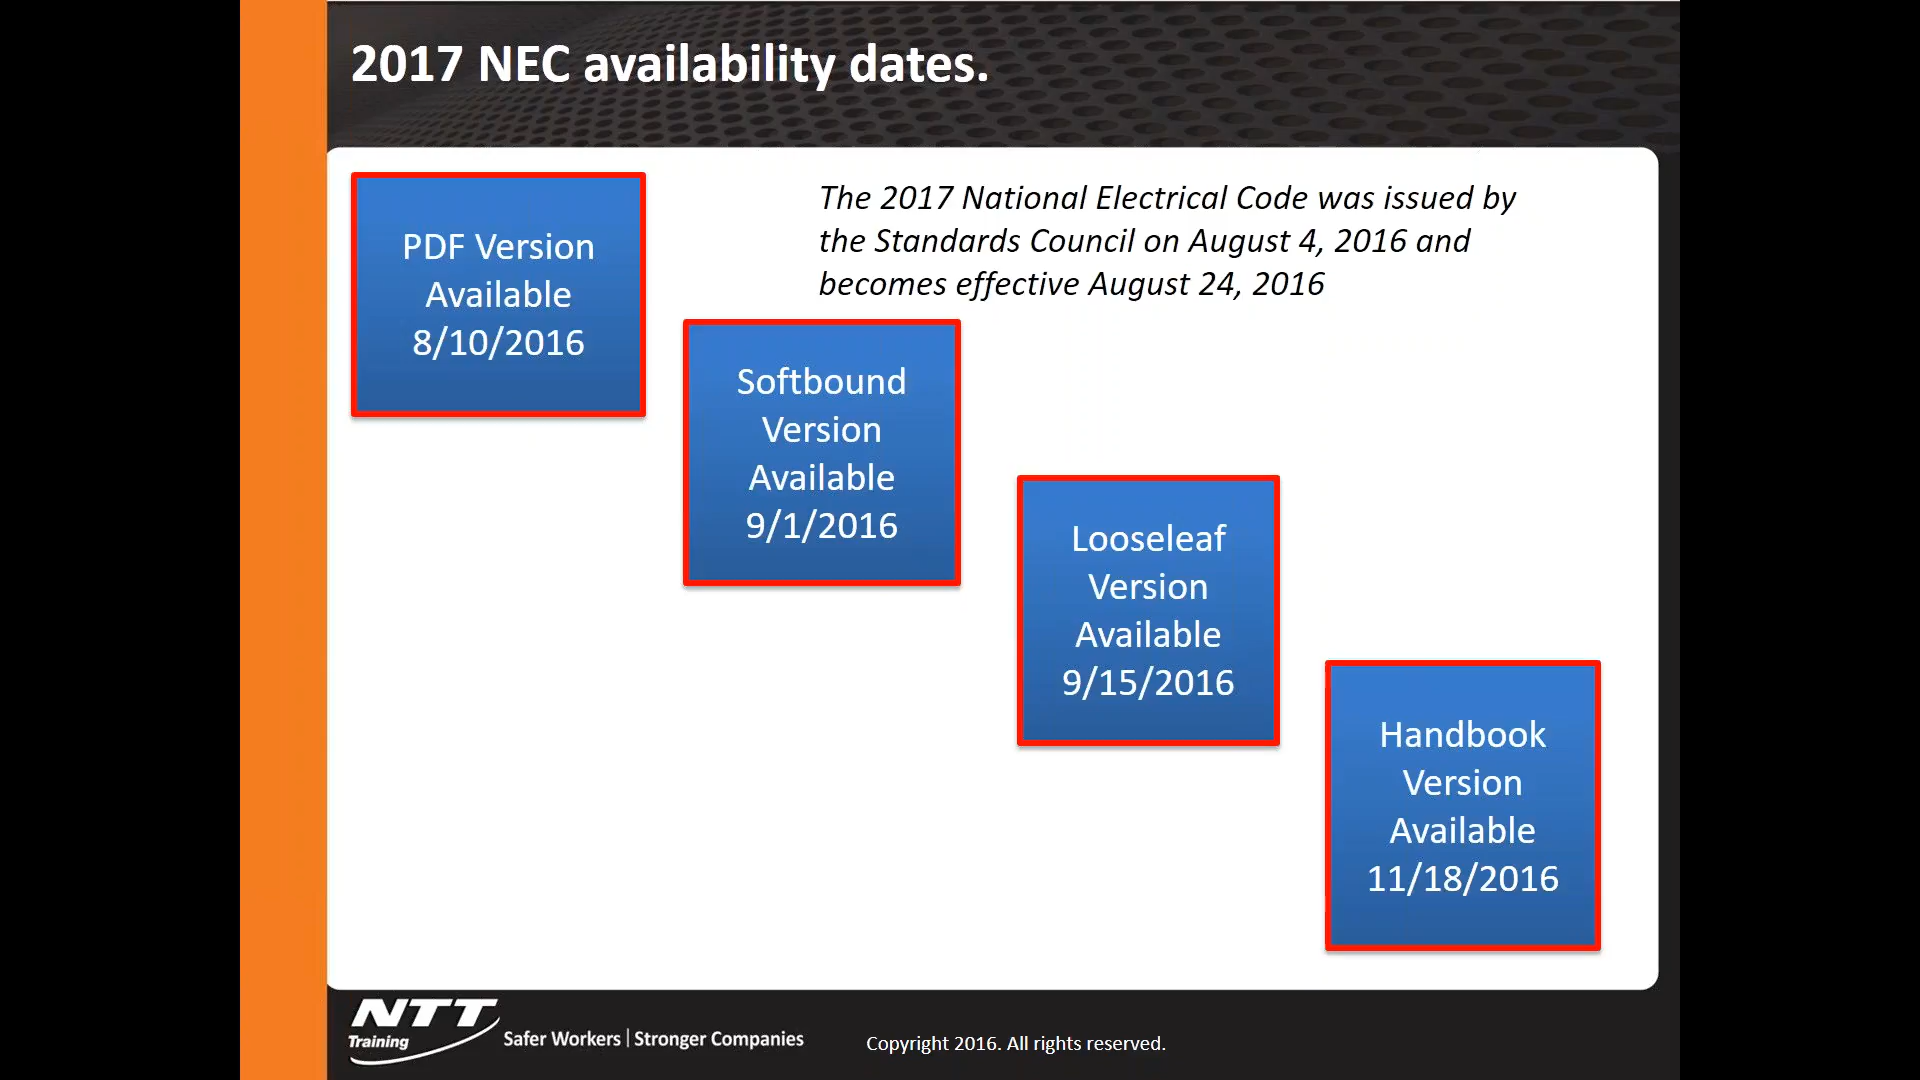 2017 NEC availability dates.
The 2017 National Electrical Code was issued by
the Standards Council on August 4, 2016 and
becomes effective August 24, 2016
PDF Version
Available
8/10/2016
Softbound
Version
Available
9/1/2016
Looseleaf
Version
Available
9/15/2016
Handbook
Version
Available
11/18/2016
NTT
Training
Safer Workers | Stronger Companies
Copyright 2016. All rights reserved.